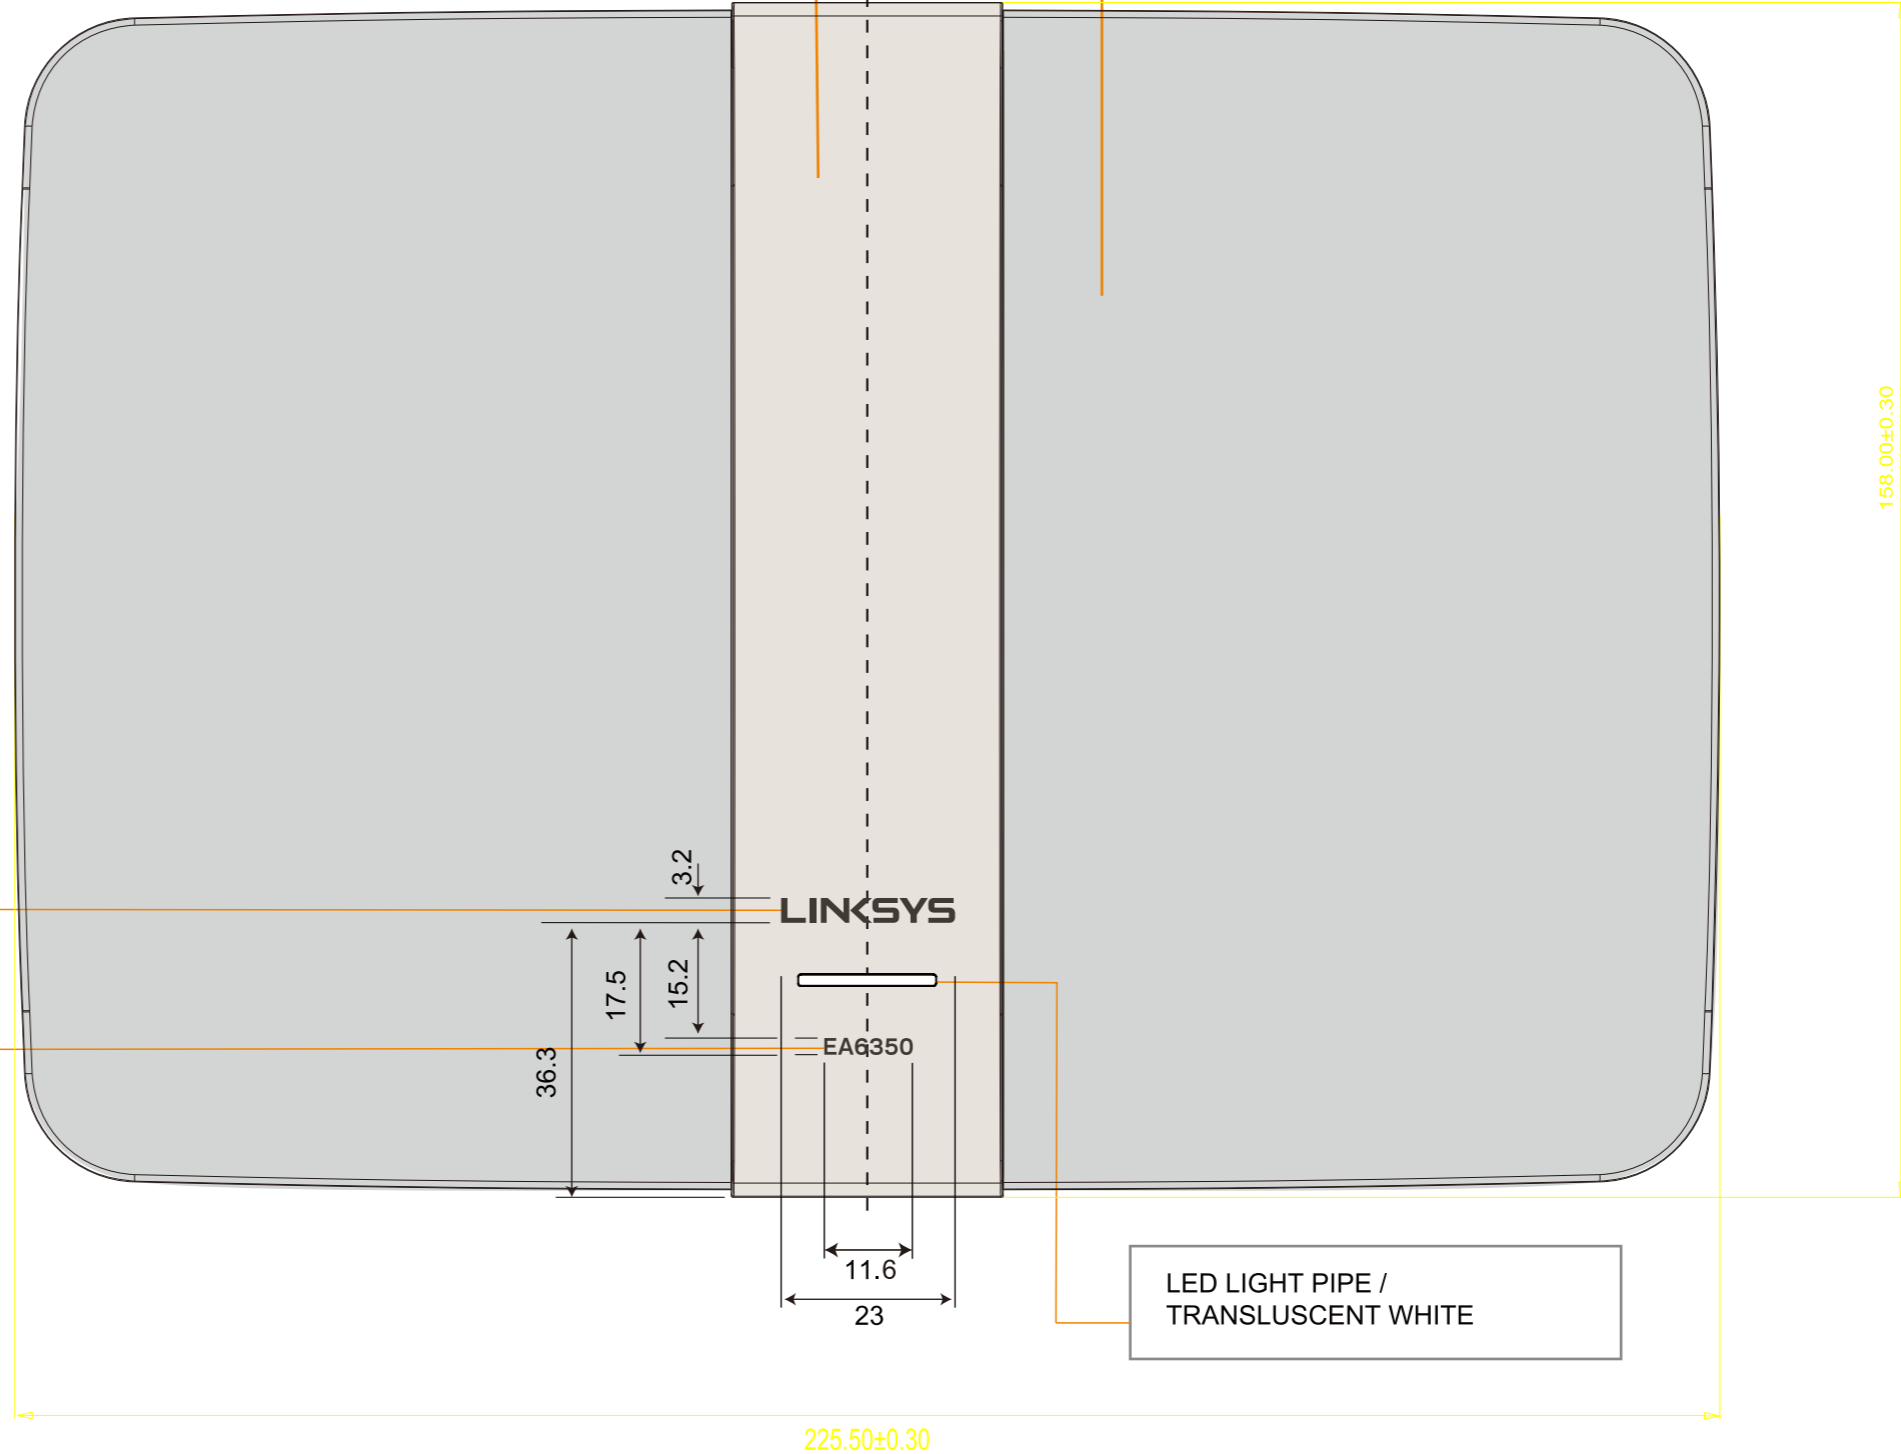 158.00±0.30
3.2
LINKSYS
15.2
17.5
36.3
EA6350
11.6
23
LED LIGHT PIPE /
TRANSLUSCENT WHITE
225.50±0.30